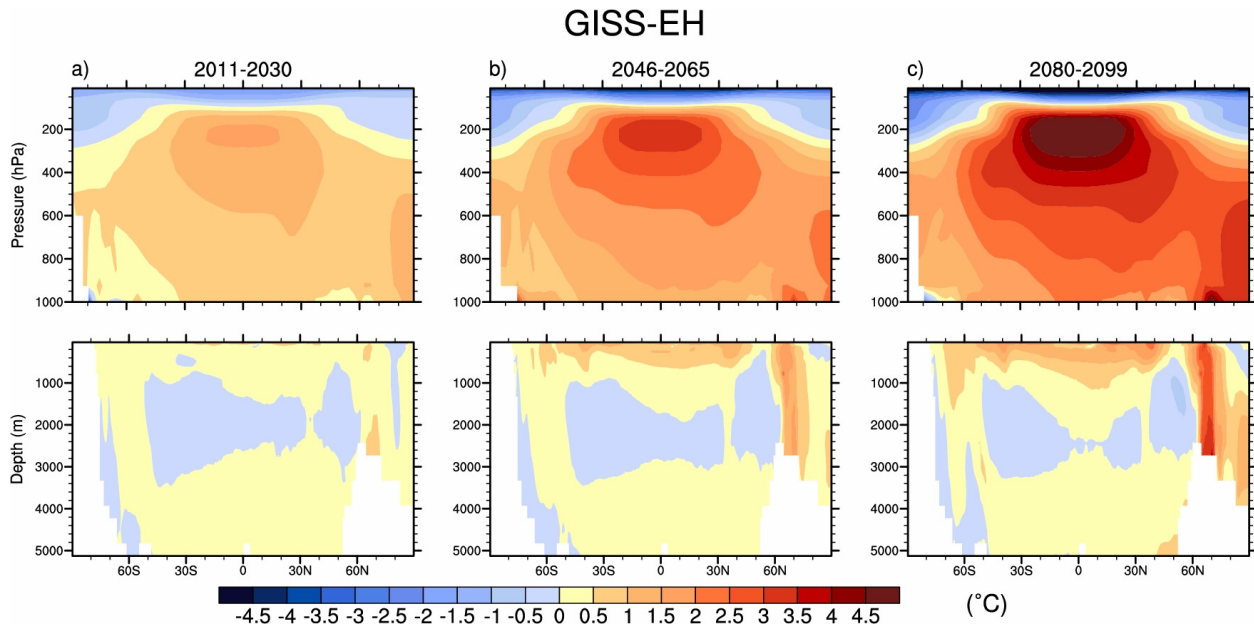 GISS-EH
a) 2011-2030 b) 2046-2065 c) 2080-2099
Pressure (hPa)
200 200 200
400 400 400
600 600 600
800 800 800
1000 1000 1000
Depth (m)
1000 1000 1000
2000 2000 2000
3000 3000 3000
4000 4000 4000
5000 5000 5000
60S 30S 0 30N 60N 60S 30S 0 30N 60N 60S 30S 0 30N 60N
-4.5 -4 -3.5 -3 -2.5 -2 -1.5 -1 -0.5 0 0.5 1 1.5 2 2.5 3 3.5 4 4.5 (°C)